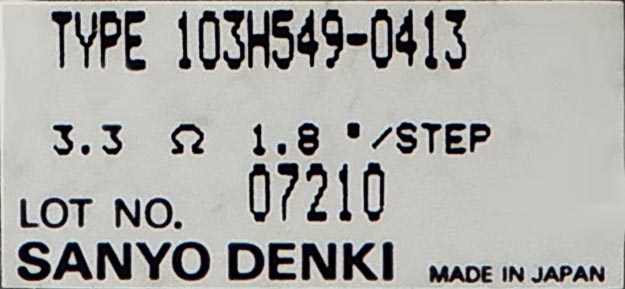 TYPE 103H549-0413
3.3 Ω 1.8°/STEP
LOT NO. 07210
SANYO DENKI MADE IN JAPAN